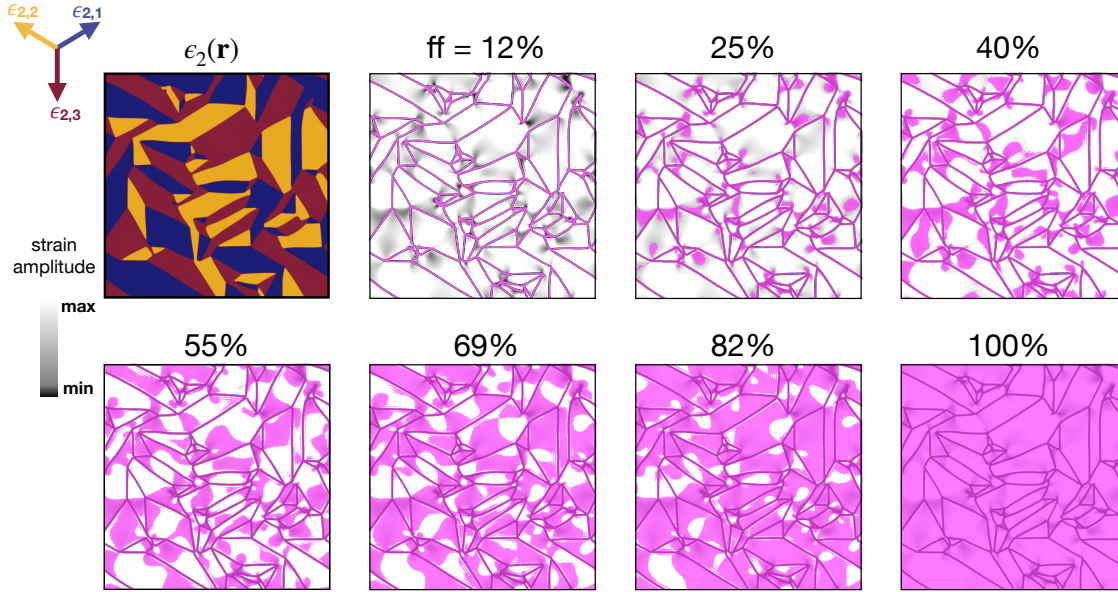 ϵ2,2 ϵ2,1
ϵ2,3
ϵ2(r) ff = 12% 25% 40%
strain
amplitude
max
min
55% 69% 82% 100%